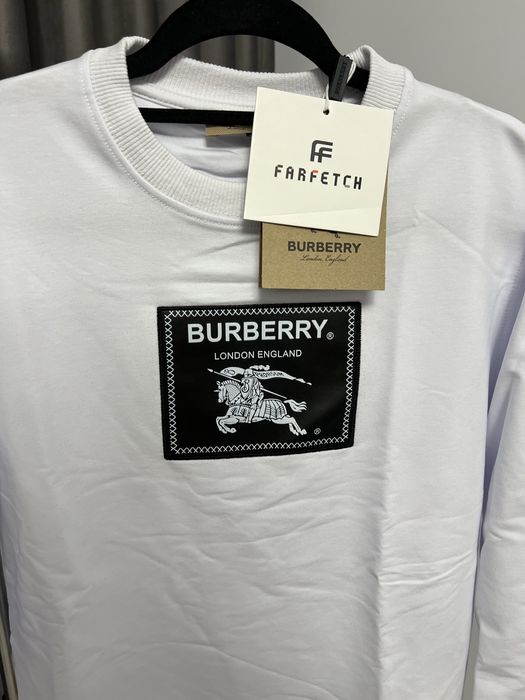 FARFETCH
BURBERRY
London, England
BURBERRY®
LONDON ENGLAND
®